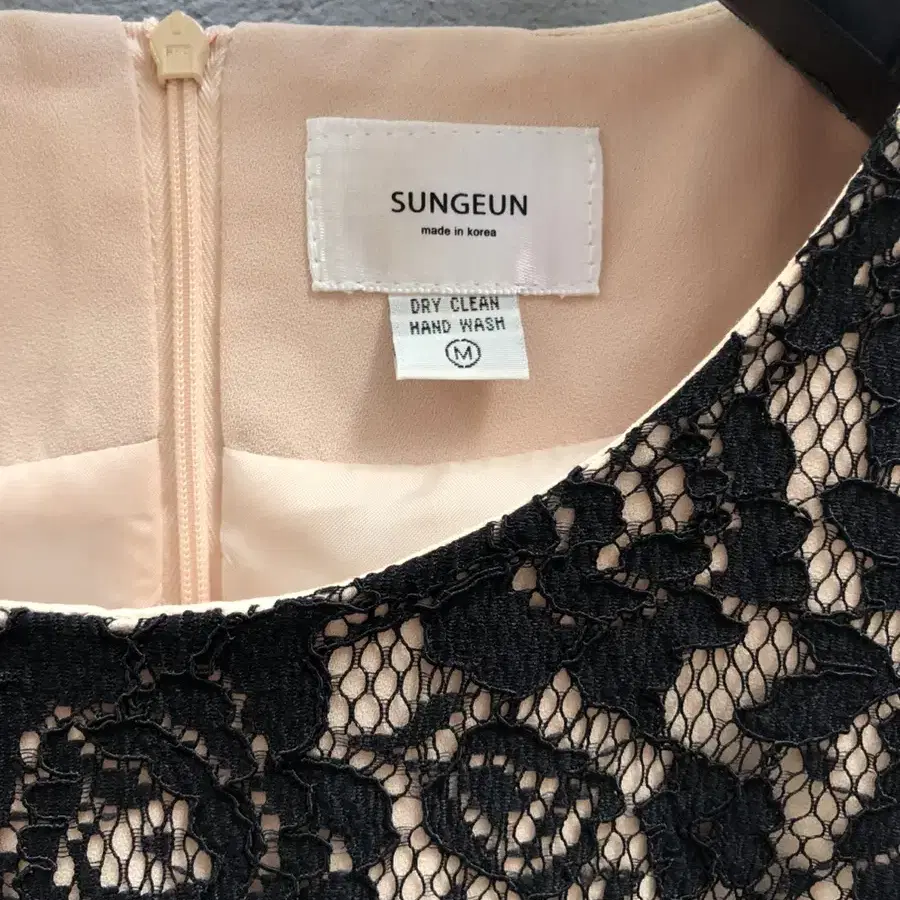 SUNGEUN
made in korea
DRY CLEAN
HAND WASH
M